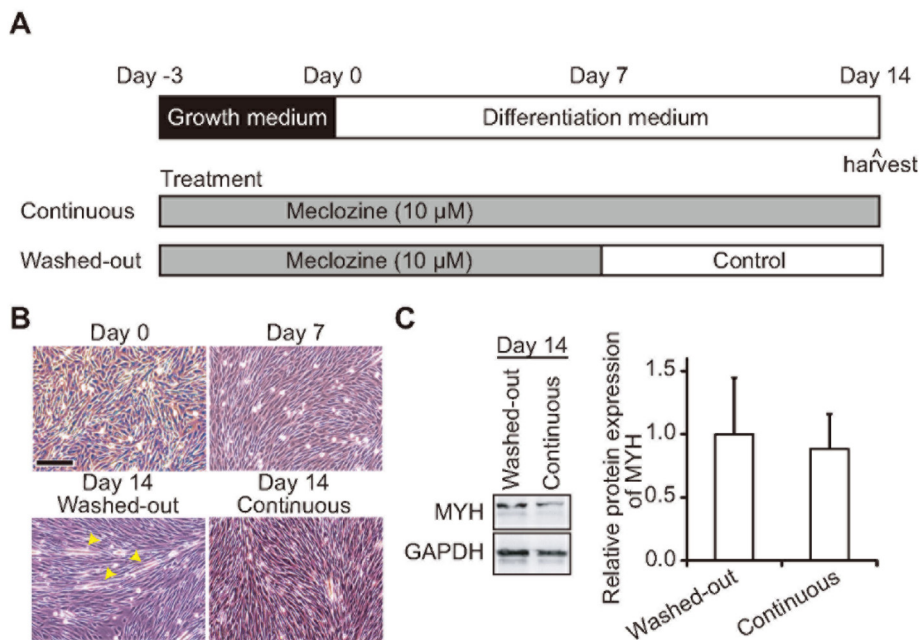 A
Day -3 Day 0 Day 7 Day 14
Growth medium Differentiation medium
harvest
Treatment
Continuous Meclozine (10 µM)
Washed-out Meclozine (10 µM) Control
B
Day 0 Day 7
Day 14 Day 14
Washed-out Continuous
C
Day 14
Washed-out
Continuous
MYH
GAPDH
Relative protein expression
of MYH
1.5
1.0
0.5
0.0
Washed-out
Continuous